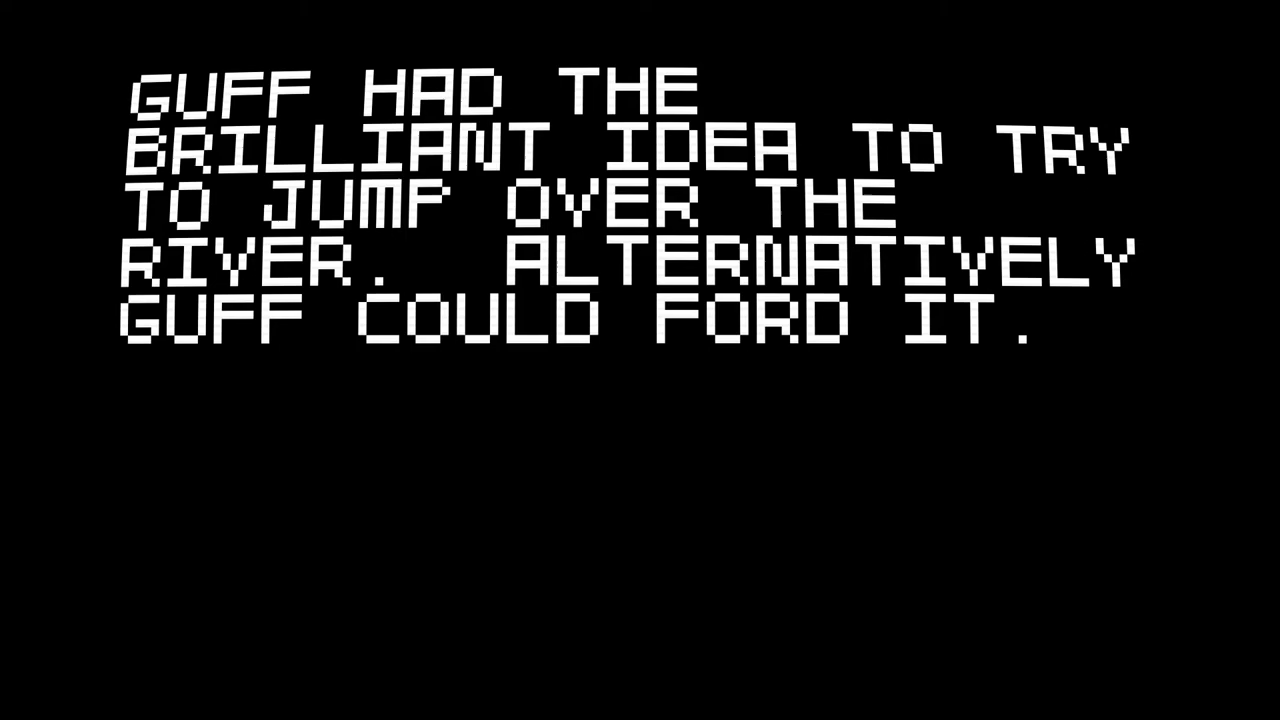 GUFF HAD THE
BRILLIANT IDEA TO TRY
TO JUMP OVER THE
RIVER.  ALTERNATIVELY
GUFF COULD FORD IT.